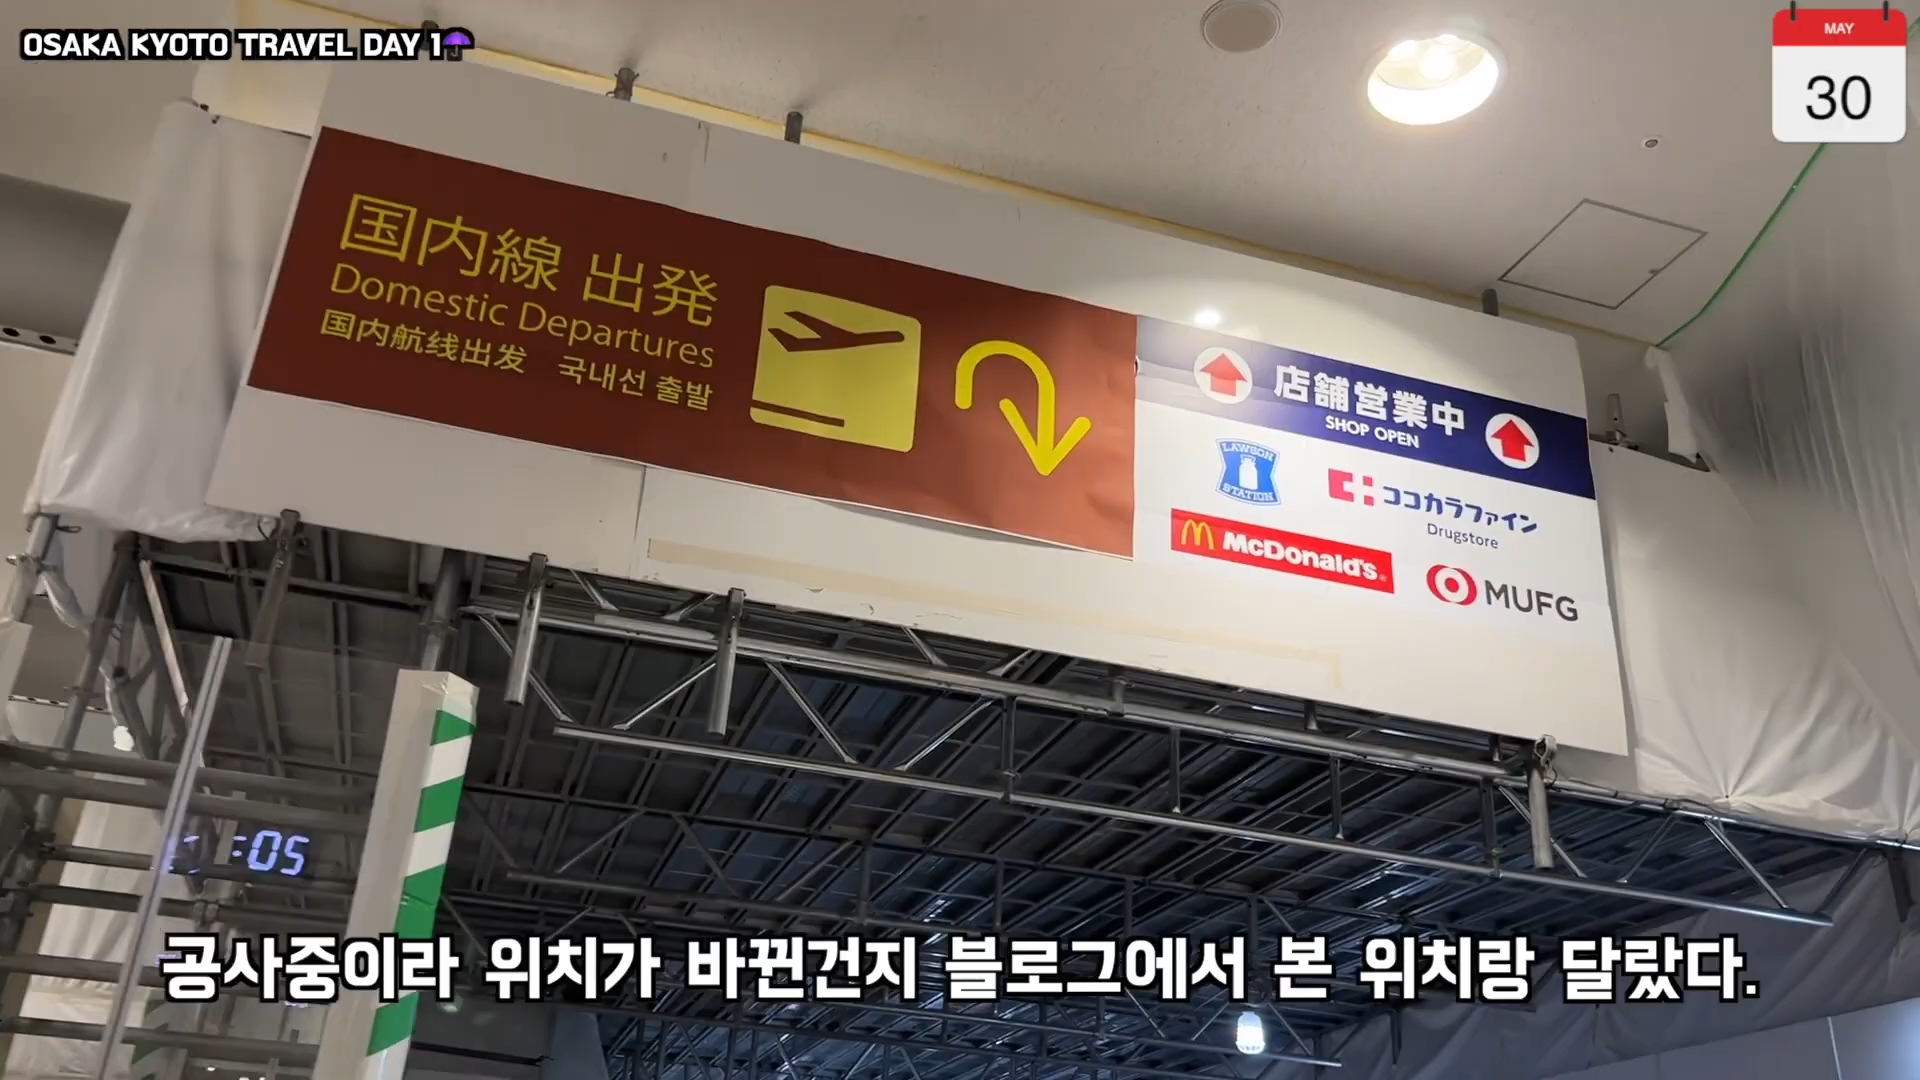 OSAKA KYOTO TRAVEL DAY 1
MAY
30
国内線 出発
Domestic Departures
国内航线出发 국내선 출발
店舗営業中
SHOP OPEN
LAWSON
STATION
ココカラファイン
Drugstore
McDonald's
MUFG
:05
공사중이라 위치가 바뀐건지 블로그에서 본 위치랑 달랐다.